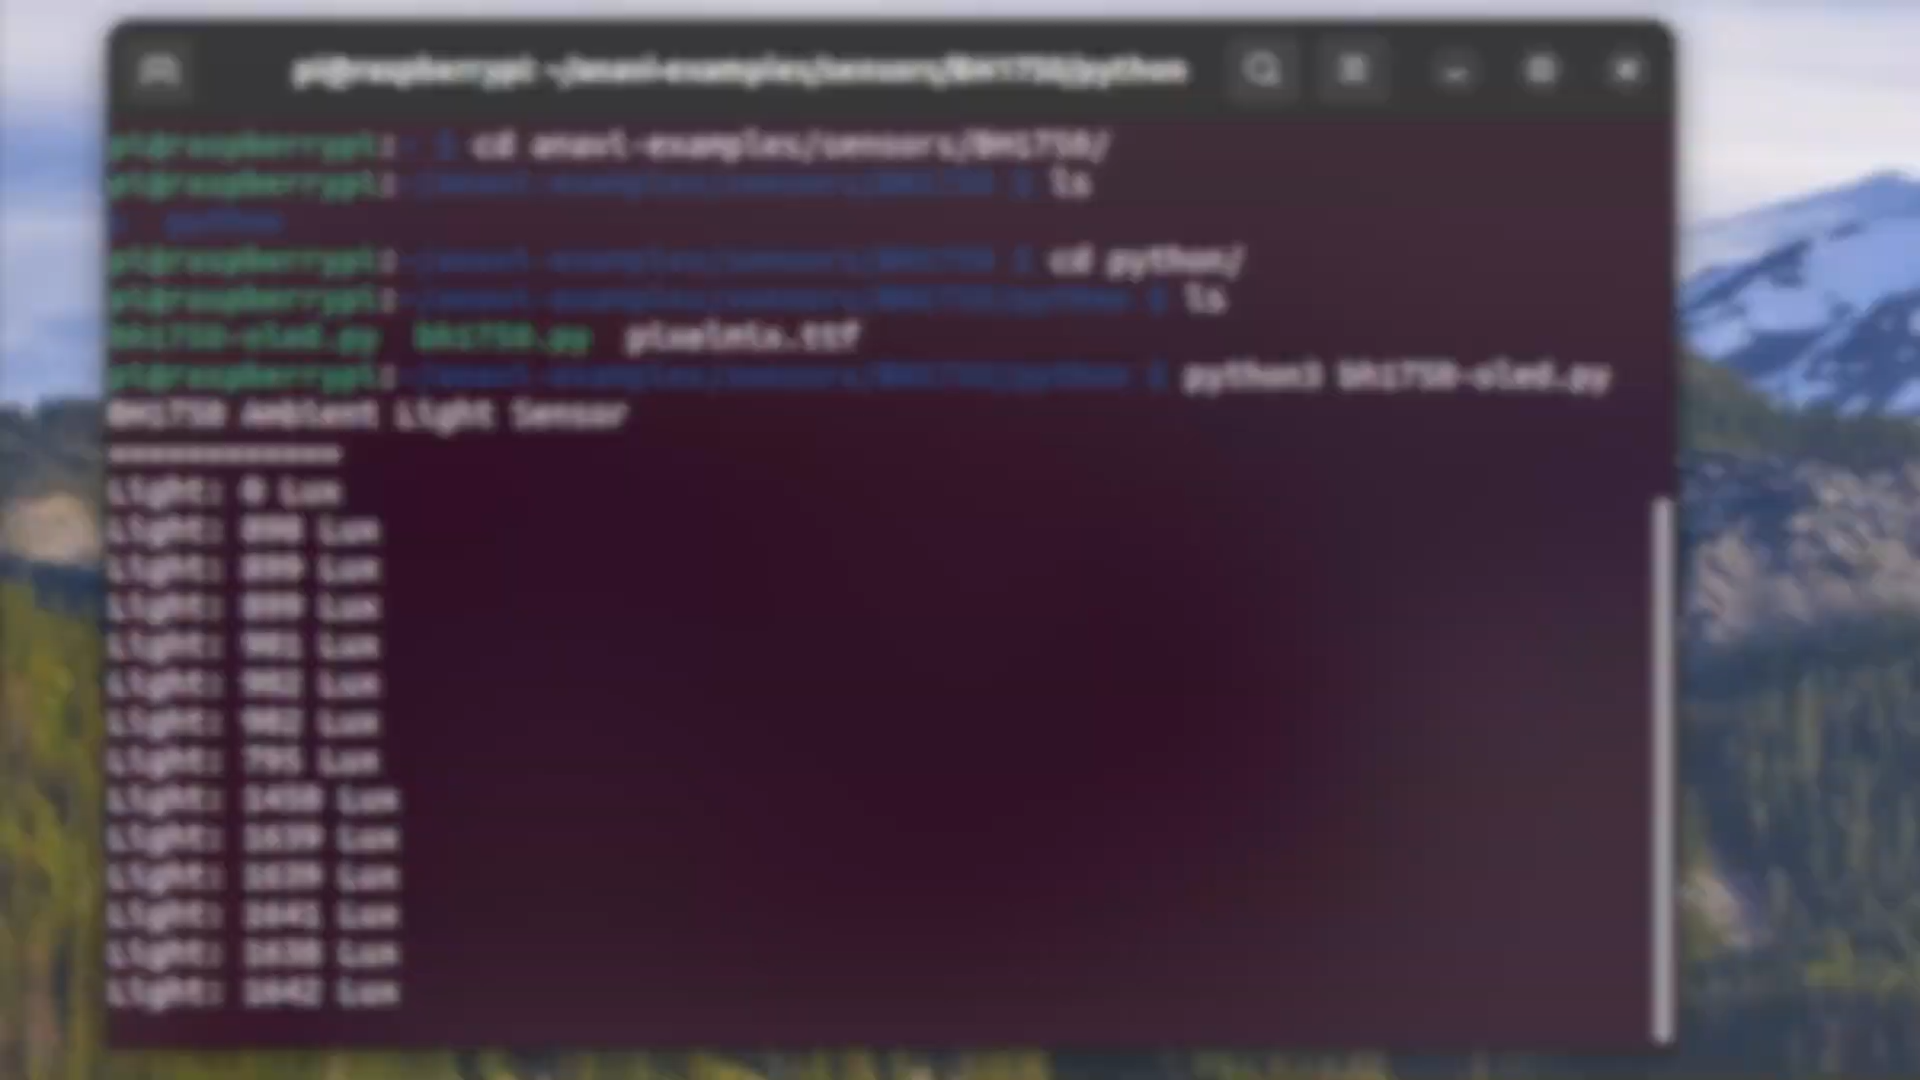 pi@raspberrypi: ~/anavi-examples/sensors/BH1750/python
pi@raspberrypi:~ $ cd anavi-examples/sensors/BH1750/
pi@raspberrypi:~/anavi-examples/sensors/BH1750 $ ls
c  python
pi@raspberrypi:~/anavi-examples/sensors/BH1750 $ cd python/
pi@raspberrypi:~/anavi-examples/sensors/BH1750/python $ ls
bh1750-oled.py  bh1750.py  pixelmix.ttf
pi@raspberrypi:~/anavi-examples/sensors/BH1750/python $ python3 bh1750-oled.py
BH1750 Ambient Light Sensor
============
Light: 0 Lux
Light: Lux
Light: 899 Lux
Light: 899 Lux
Light: 901 Lux
Light: 902 Lux
Light: 902 Lux
Light: 795 Lux
Light: Lux
Light: 1639 Lux
Light: 1639 Lux
Light: 1641 Lux
Light: Lux
Light: 1642 Lux